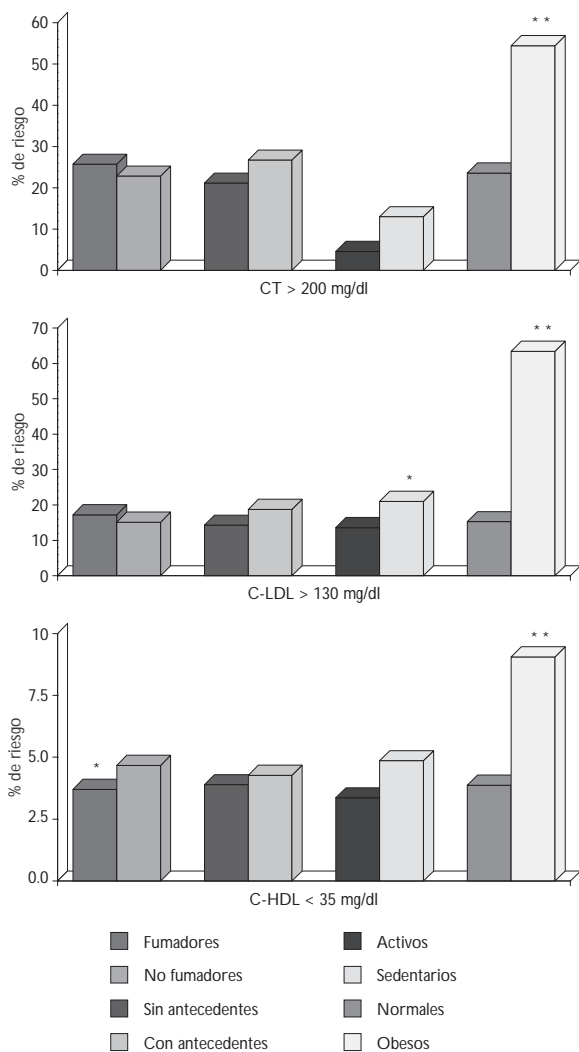 60
50
40
30
20
10
0
% de riesgo
* *
CT > 200 mg/dl
70
60
50
40
30
20
10
0
% de riesgo
*
* *
C-LDL > 130 mg/dl
10
7.5
5.0
2.5
0.0
% de riesgo
*
* *
C-HDL < 35 mg/dl
Fumadores
Activos
No fumadores
Sedentarios
Sin antecedentes
Normales
Con antecedentes
Obesos